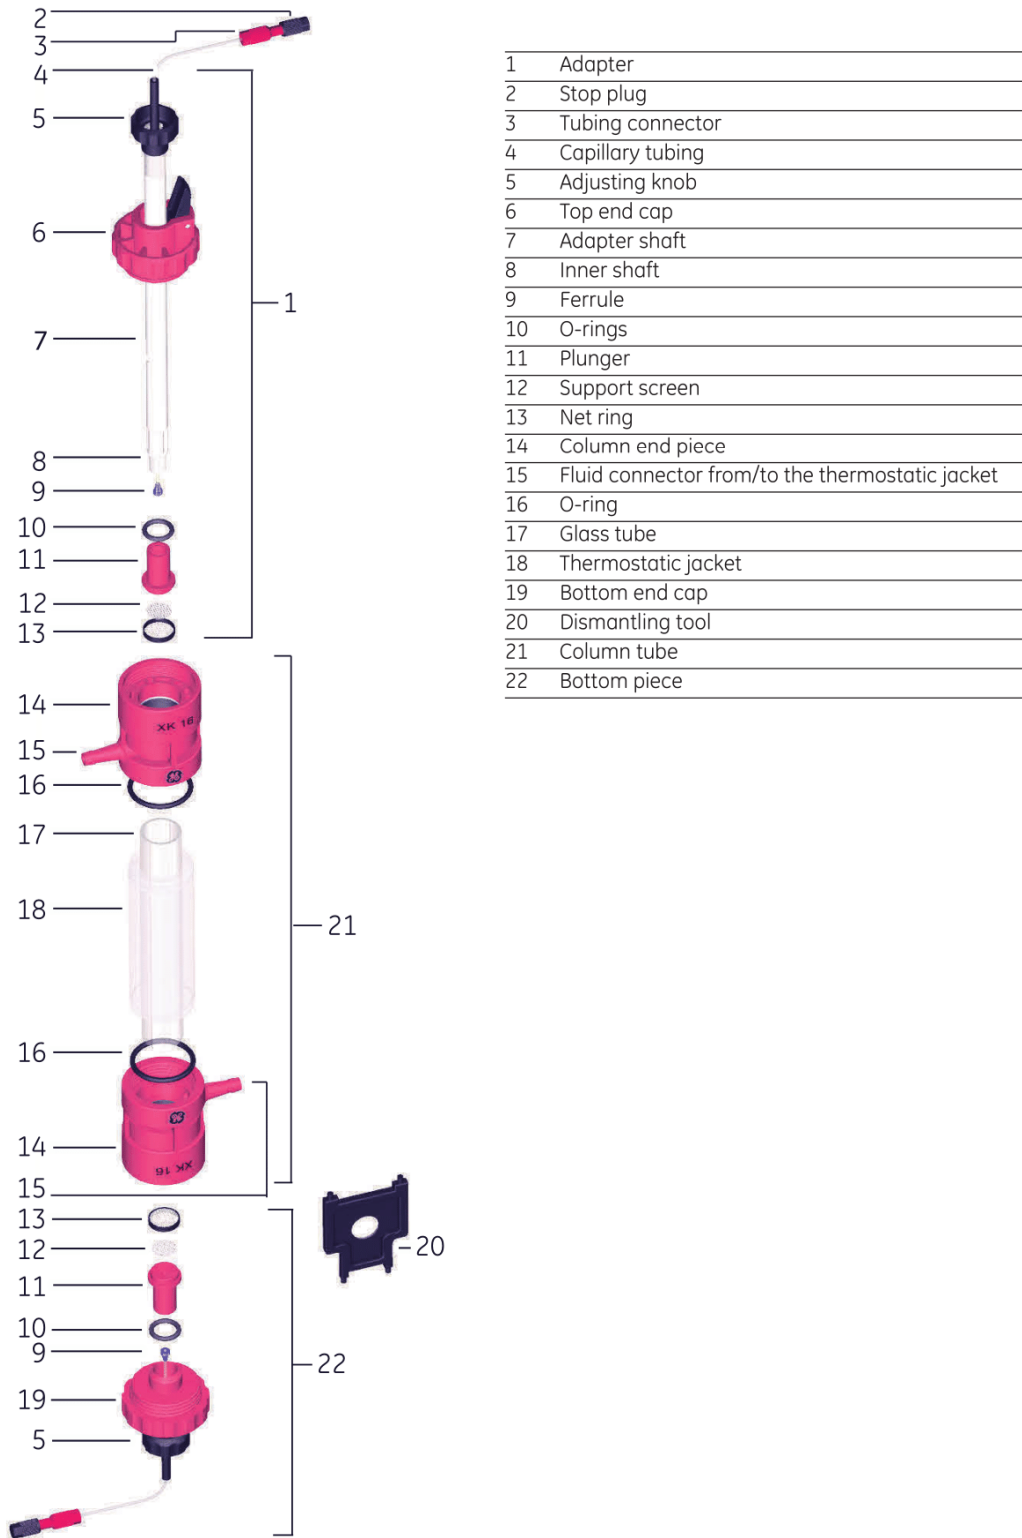 2
3
4
5
6
1
7
8
9
10
11
12
13
14
XK 16
15
16
17
18
21
16
14
XK 16
15
13
20
12
11
10
9
22
19
5
1 Adapter
2 Stop plug
3 Tubing connector
4 Capillary tubing
5 Adjusting knob
6 Top end cap
7 Adapter shaft
8 Inner shaft
9 Ferrule
10 O-rings
11 Plunger
12 Support screen
13 Net ring
14 Column end piece
15 Fluid connector from/to the thermostatic jacket
16 O-ring
17 Glass tube
18 Thermostatic jacket
19 Bottom end cap
20 Dismantling tool
21 Column tube
22 Bottom piece